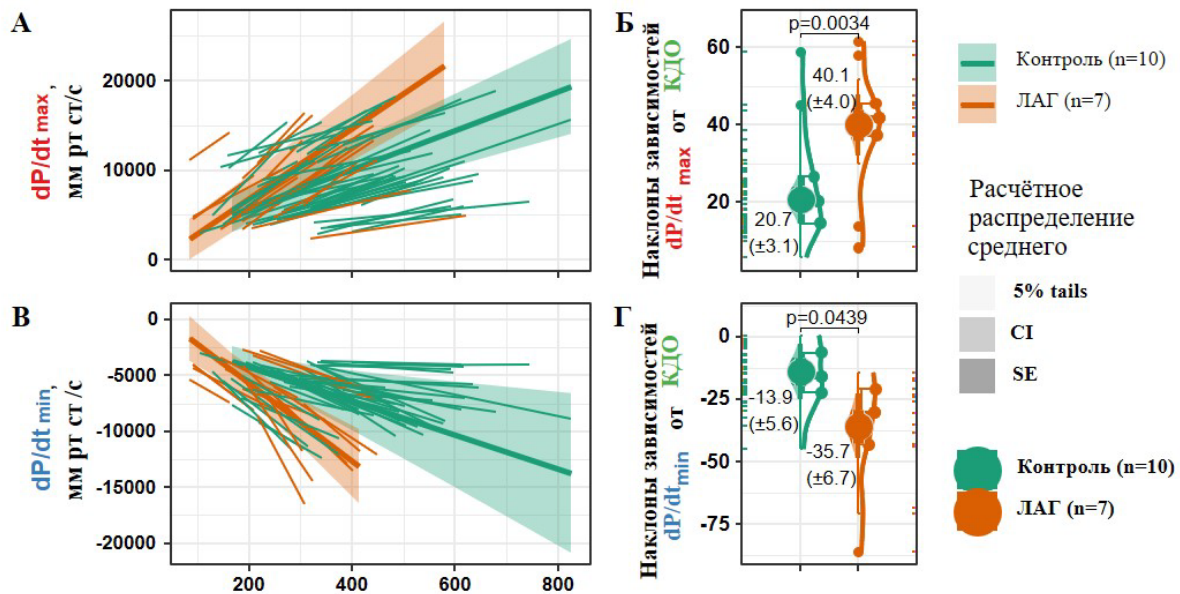 А
dP/dt max,
мм рт ст/с
20000
15000
10000
5000
0
Б
Наклоны зависимостей
dP/dt max от КДО
p=0.0034
60
40
20
40.1
(±4.0)
20.7
(±3.1)
Контроль (n=10)
ЛАГ (n=7)
Расчётное
распределение
среднего
5% tails
CI
SE
В
dP/dt min,
мм рт ст /с
0
-5000
-10000
-15000
-20000
200 400 600 800
Г
Наклоны зависимостей
dP/dt min от КДО
p=0.0439
0
-25
-50
-75
-13.9
(±5.6)
-35.7
(±6.7)
Контроль (n=10)
ЛАГ (n=7)